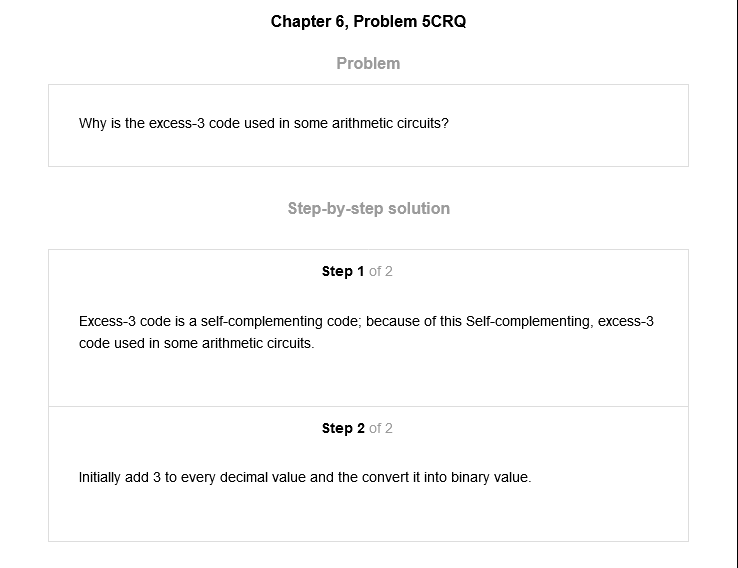 Chapter 6, Problem 5CRQ
Problem
Why is the excess-3 code used in some arithmetic circuits?
Step-by-step solution
Step 1 of 2
Excess-3 code is a self-complementing code; because of this Self-complementing, excess-3
code used in some arithmetic circuits.
Step 2 of 2
Initially add 3 to every decimal value and the convert it into binary value.